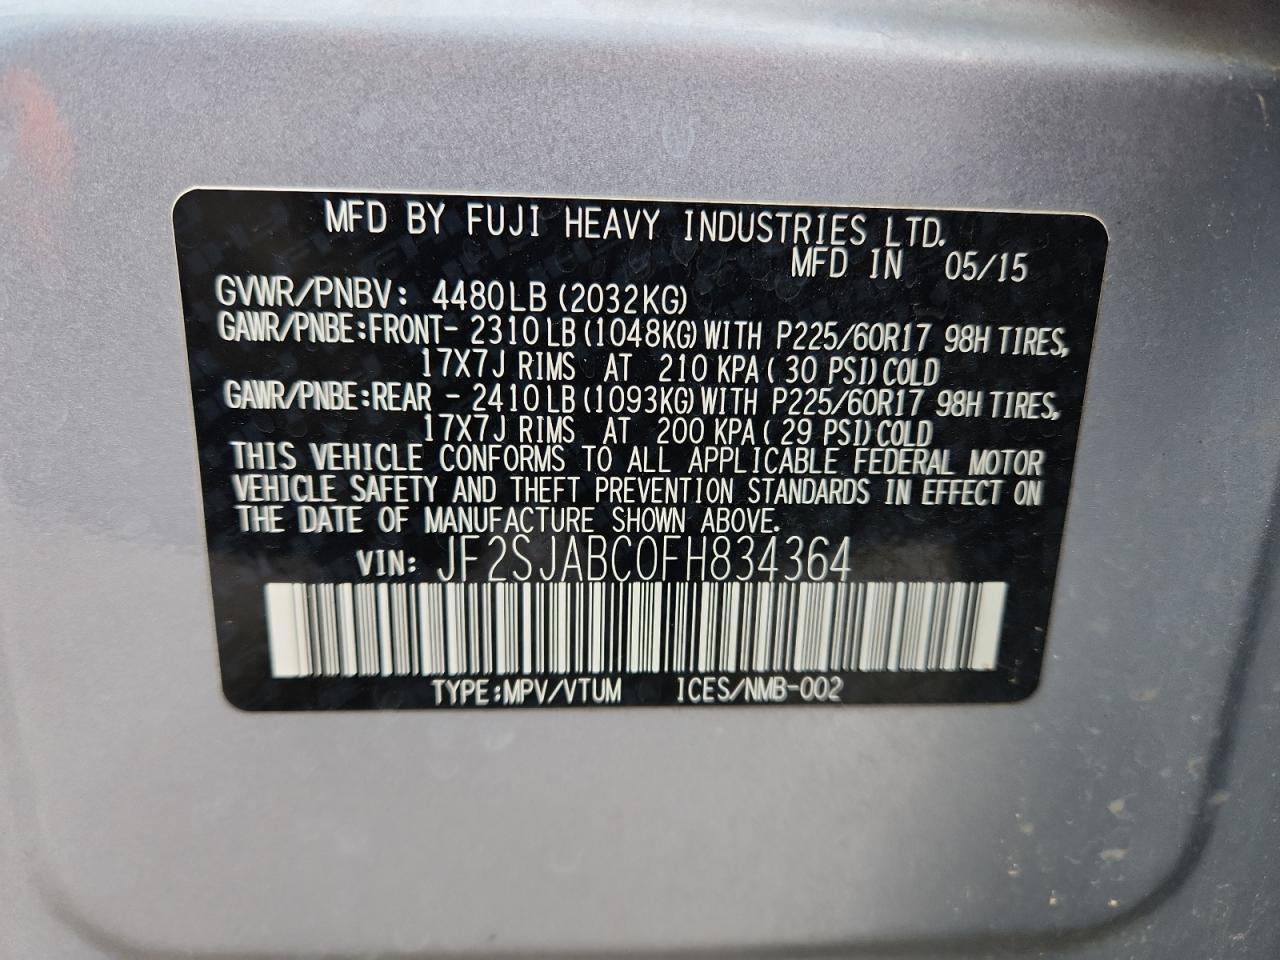 MFD BY FUJI HEAVY INDUSTRIES LTD.
MFD IN 05/15
GVWR/PNBV: 4480LB (2032KG)
GAWR/PNBE:FRONT- 2310 LB (1048KG) WITH P225/60R17 98H TIRES,
17X7J RIMS AT 210 KPA ( 30 PSI) COLD
GAWR/PNBE:REAR - 2410 LB (1093KG) WITH P225/60R17 98H TIRES,
17X7J RIMS AT 200 KPA ( 29 PSI) COLD
THIS VEHICLE CONFORMS TO ALL APPLICABLE FEDERAL MOTOR
VEHICLE SAFETY AND THEFT PREVENTION STANDARDS IN EFFECT ON
THE DATE OF MANUFACTURE SHOWN ABOVE.
VIN: JF2SJABC0FH834364
TYPE:MPV/VTUM ICES/NMB-002